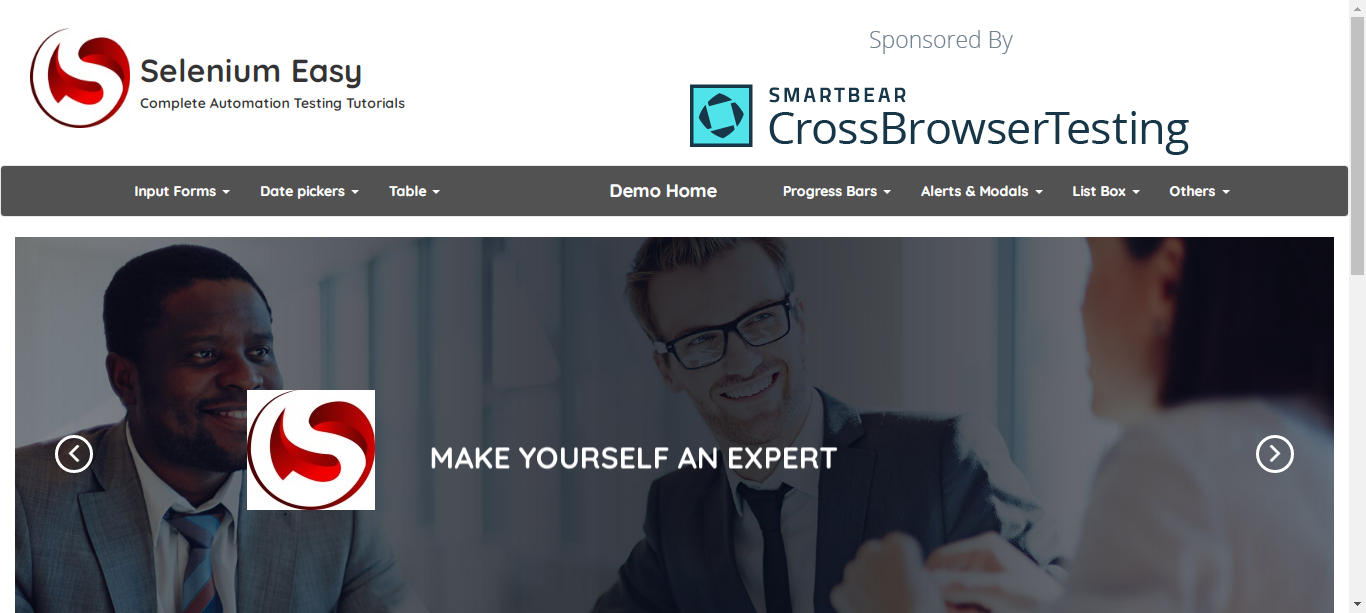 Selenium Easy
Complete Automation Testing Tutorials
Sponsored By
SMARTBEAR
CrossBrowserTesting
Input Forms
Date pickers
Table
Demo Home
Progress Bars
Alerts & Modals
List Box
Others
MAKE YOURSELF AN EXPERT